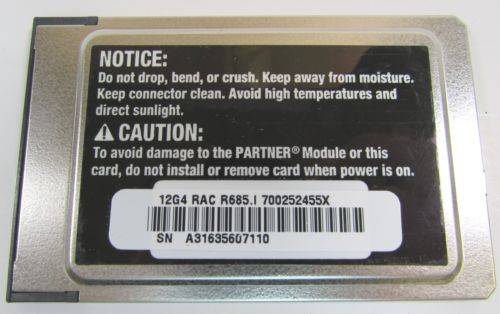 NOTICE:
Do not drop, bend, or crush. Keep away from moisture.
Keep connector clean. Avoid high temperatures and
direct sunlight.
⚠ CAUTION:
To avoid damage to the PARTNER® Module or this
card, do not install or remove card when power is on.
12G4 RAC R685.I 700252455X
SN A31635607110